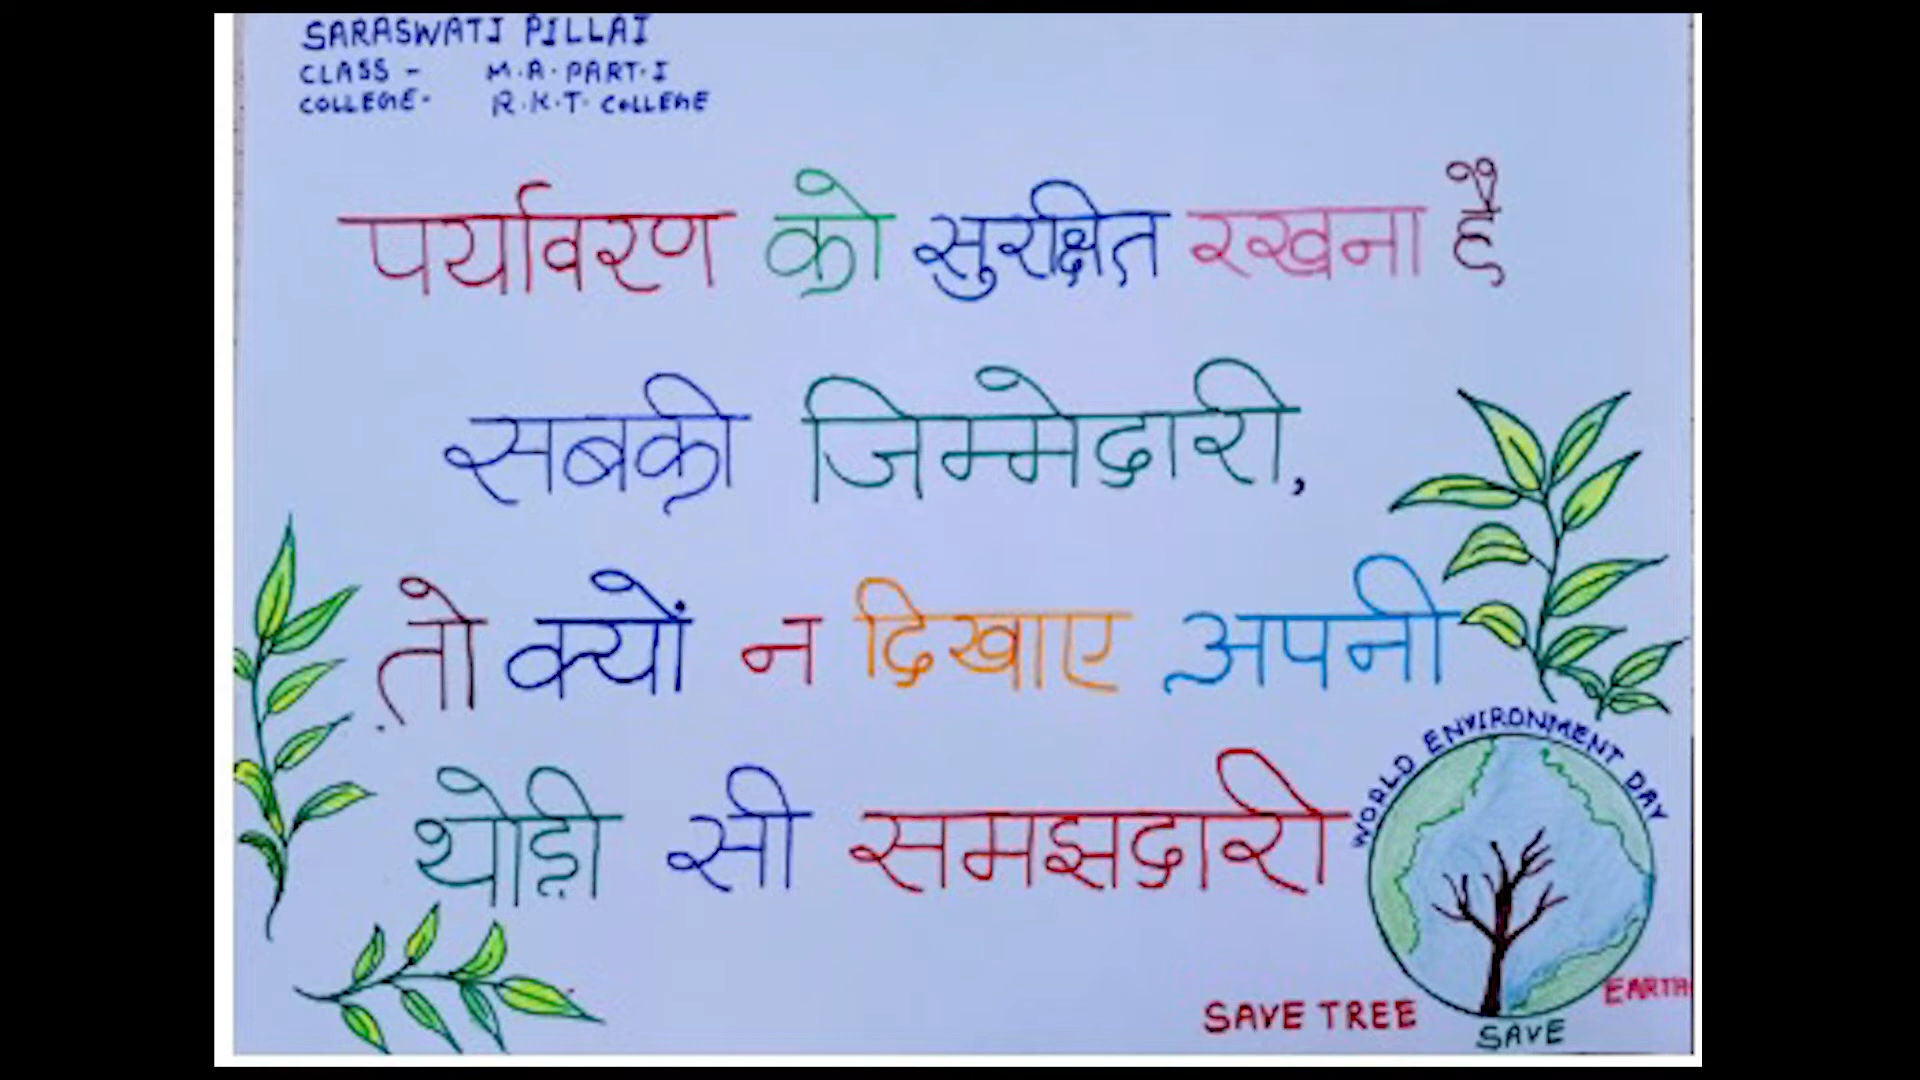 SARASWATI PILLAI
CLASS - M.A. PART.I
COLLEGE- R.K.T. COLLEGE
पर्यावरण को सुरक्षित रखना है
सबकी जिम्मेदारी,
तो क्यों न दिखाए अपनी
थोड़ी सी समझदारी
WORLD ENVIRONMENT DAY
SAVE TREE
SAVE EARTH